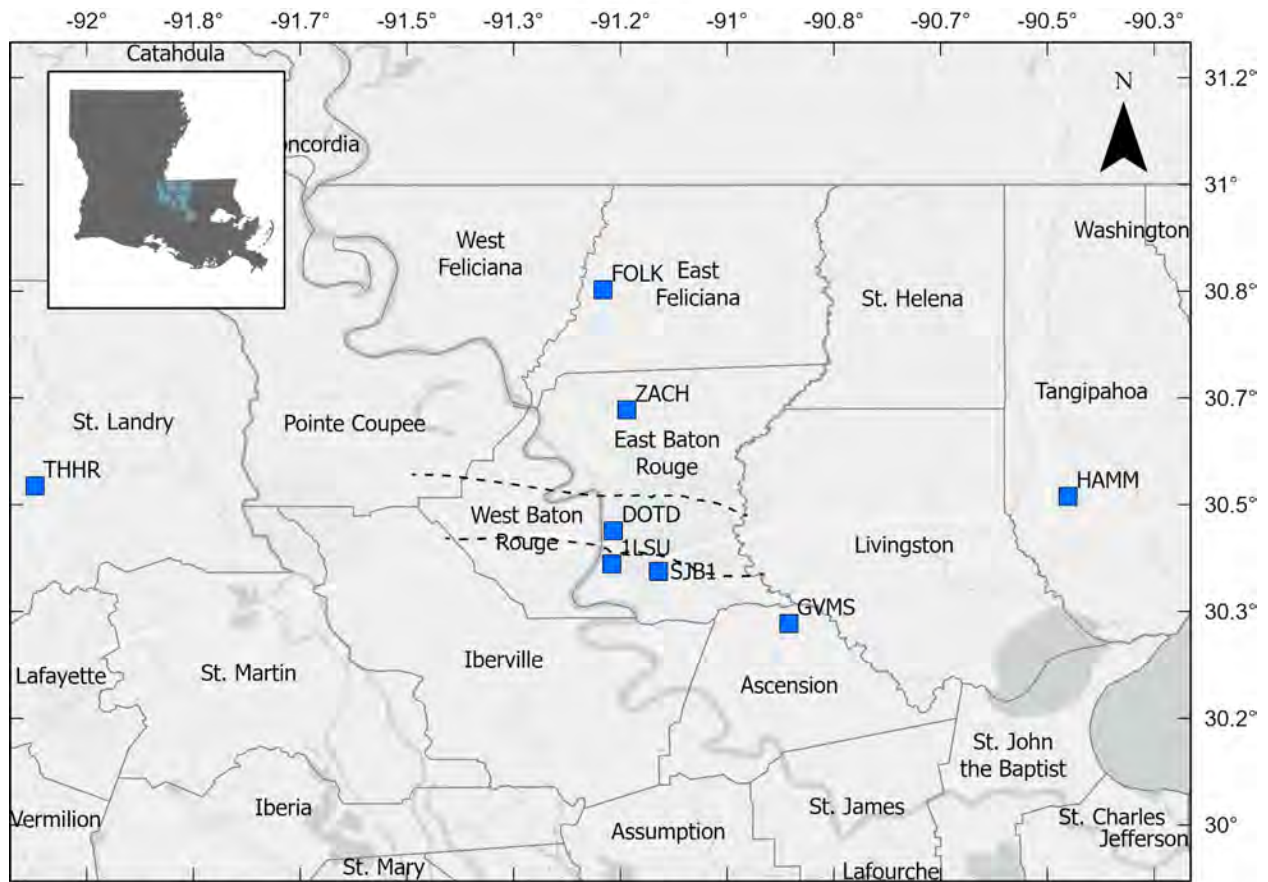 -92° -91.8° -91.7° -91.5° -91.3° -91.2° -91° -90.8° -90.7° -90.5° -90.3°
Catahoula
31.2°
N
oncordia
31°
Washington
West
Feliciana
FOLK
East
Feliciana
St. Helena
30.8°
ZACH
Tangipahoa
30.7°
St. Landry
Pointe Coupee
East Baton
Rouge
THHR
HAMM
30.5°
DOTD
West Baton
Rouge
1LSU
Livingston
SJB1
GVMS
30.3°
Iberville
Lafayette
St. Martin
Ascension
30.2°
St. John
the Baptist
Iberia
St. James
Vermilion
Assumption
St. Charles
Jefferson
30°
St. Mary
Lafourche